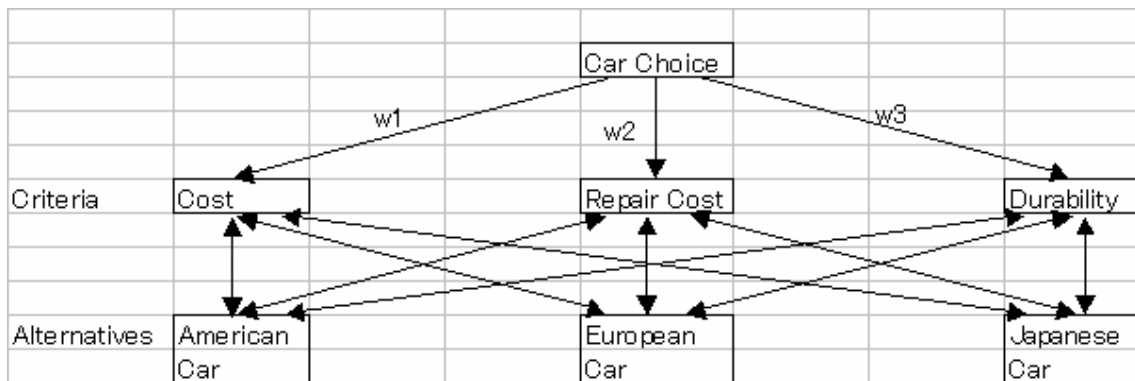 Car Choice
w1
w2
w3
Criteria
Cost
Repair Cost
Durability
Alternatives
American
European
Japanese
Car
Car
Car